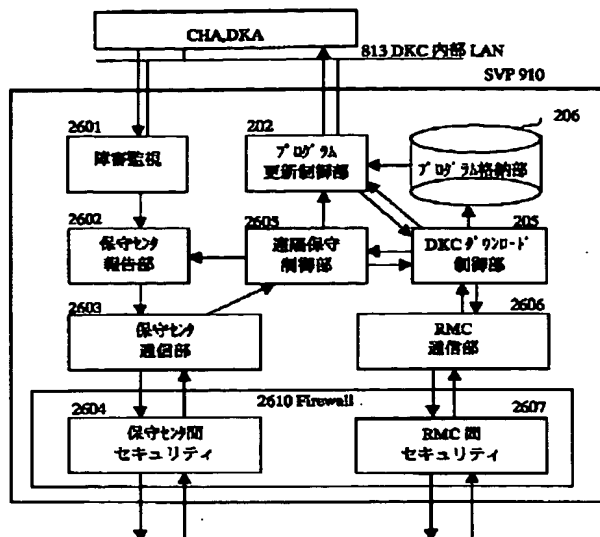 CHA,DKA
813 DKC 内部 LAN
SVP 910
2601
障害監視
202
プログラム
更新制御部
206
プログラム格納部
2602
保守センタ
報告部
2605
遠隔保守
制御部
205
DKC ダウンロード
制御部
2603
保守センタ
通信部
2606
RMC
通信部
2610 Firewall
2604
保守センタ間
セキュリティ
2607
RMC 間
セキュリティ